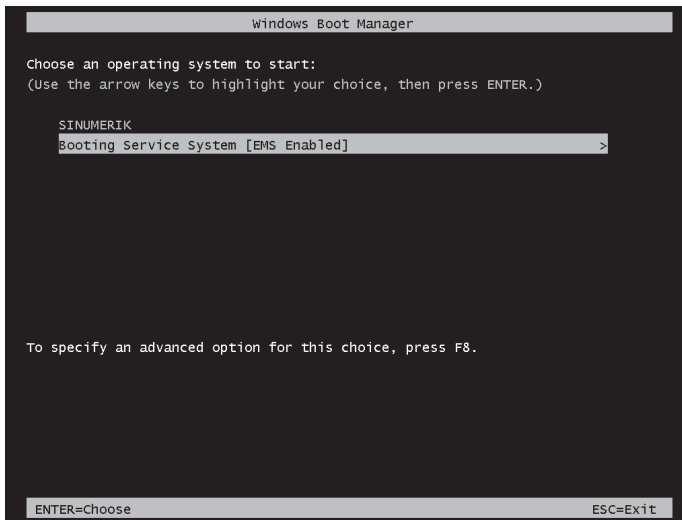 Windows Boot Manager
Choose an operating system to start:
(Use the arrow keys to highlight your choice, then press ENTER.)
SINUMERIK
Booting Service System [EMS Enabled] >
To specify an advanced option for this choice, press F8.
ENTER=Choose ESC=Exit